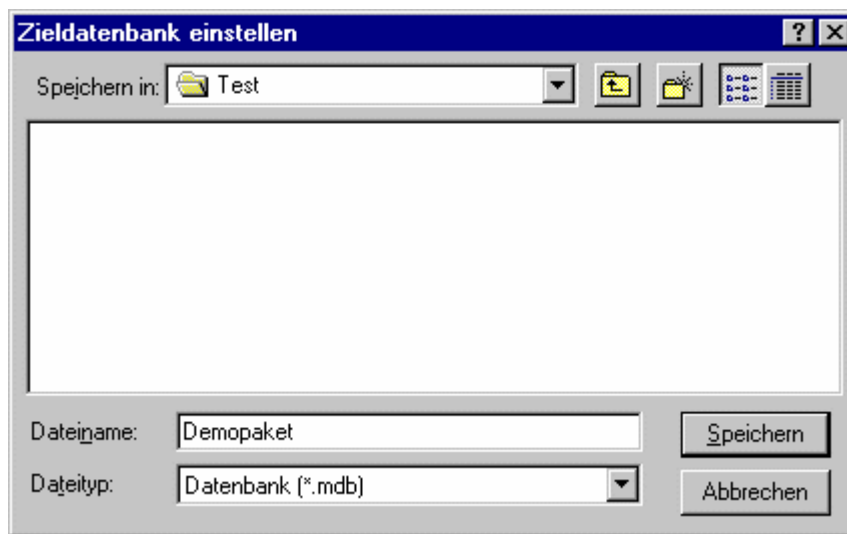 Zieldatenbank einstellen
Speichern in: Test
Dateiname: Demopaket Speichern
Dateityp: Datenbank (*.mdb) Abbrechen